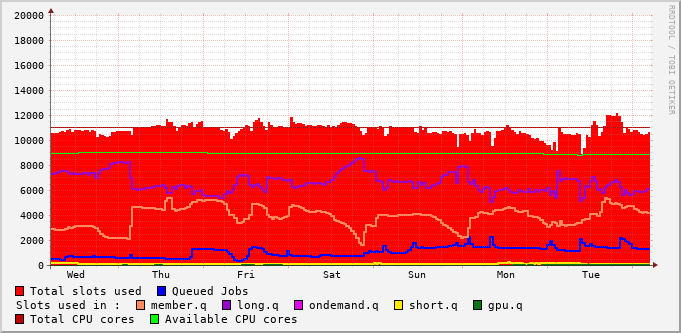 RRDTOOL / TOBI OETIKER
20000
18000
16000
14000
12000
10000
8000
6000
4000
2000
0
Wed Thu Fri Sat Sun Mon Tue
Total slots used Queued Jobs
Slots used in : member.q long.q ondemand.q short.q gpu.q
Total CPU cores Available CPU cores